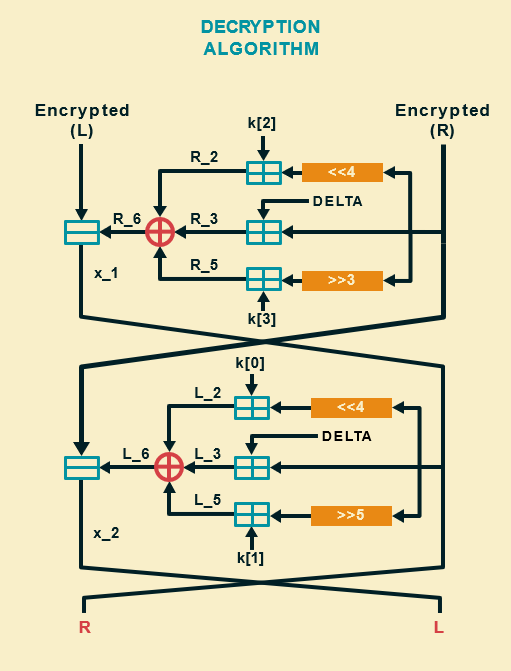 DECRYPTION
ALGORITHM
Encrypted
(L)
Encrypted
(R)
k[2]
R_2
<<4
DELTA
R_6
R_3
x_1
R_5
>>3
k[3]
k[0]
L_2
<<4
DELTA
L_6
L_3
L_5
>>5
x_2
k[1]
R
L